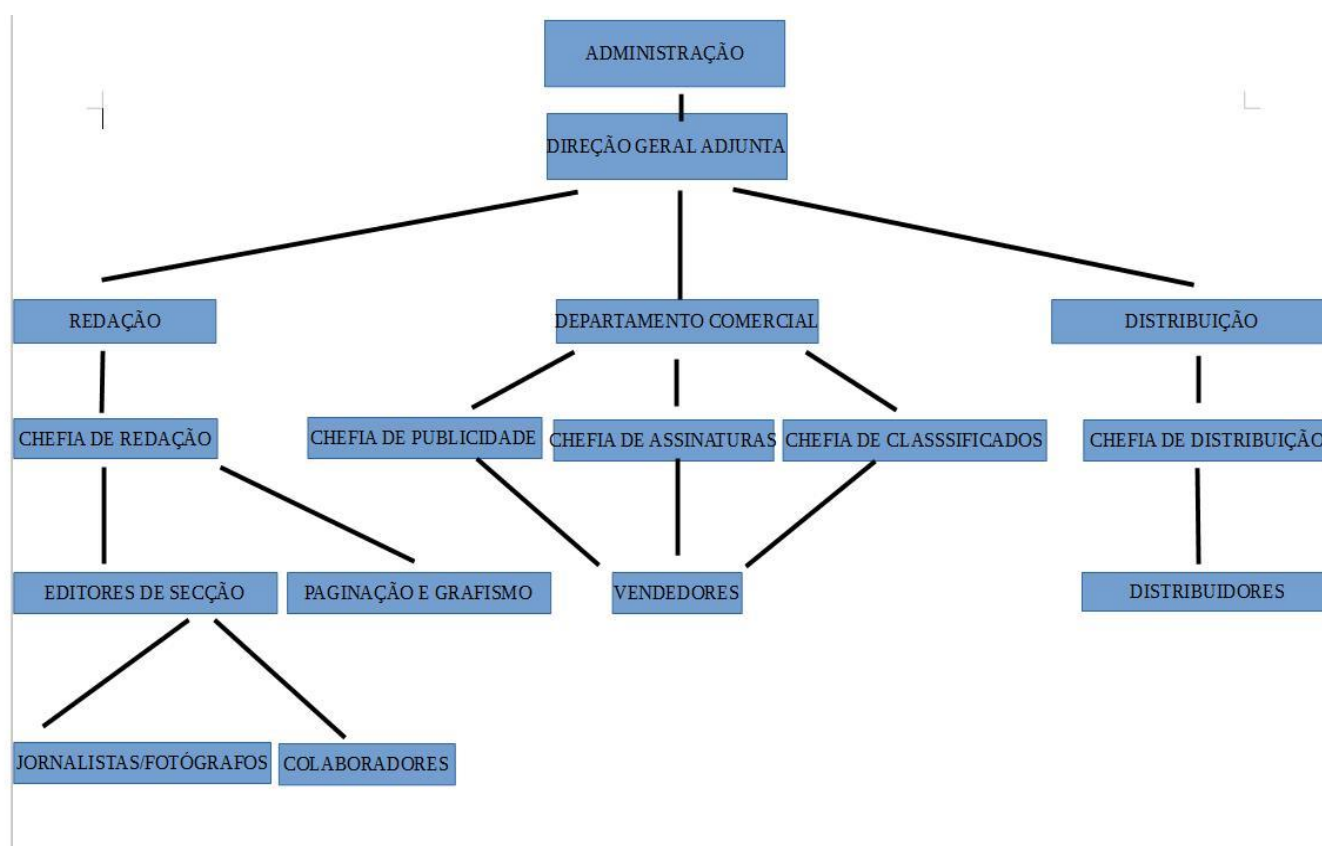 ADMINISTRAÇÃO
DIREÇÃO GERAL ADJUNTA
REDAÇÃO
DEPARTAMENTO COMERCIAL
DISTRIBUIÇÃO
CHEFIA DE REDAÇÃO
CHEFIA DE PUBLICIDADE
CHEFIA DE ASSINATURAS
CHEFIA DE CLASSSIFICADOS
CHEFIA DE DISTRIBUIÇÃO
EDITORES DE SECÇÃO
PAGINAÇÃO E GRAFISMO
VENDEDORES
DISTRIBUIDORES
JORNALISTAS/FOTÓGRAFOS
COLABORADORES